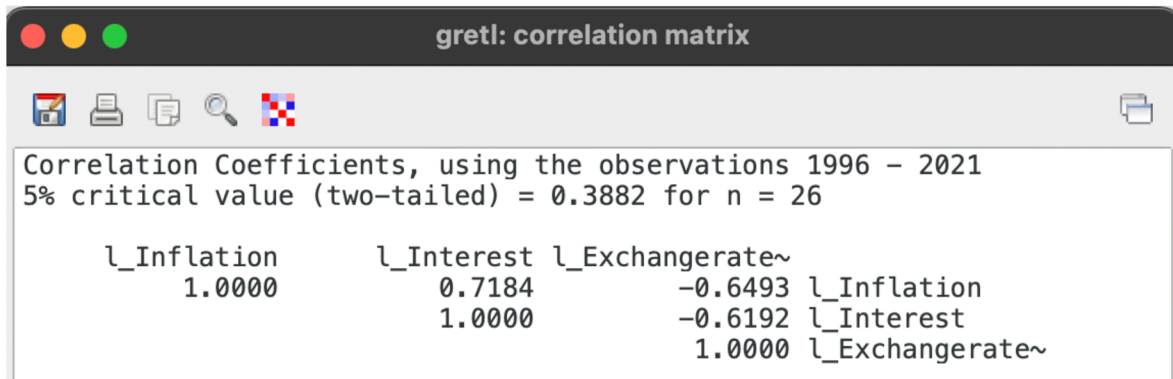 gretl: correlation matrix
Correlation Coefficients, using the observations 1996 – 2021
5% critical value (two-tailed) = 0.3882 for n = 26
l_Inflation l_Interest l_Exchangerate~
1.0000 0.7184 -0.6493 l_Inflation
1.0000 -0.6192 l_Interest
1.0000 l_Exchangerate~